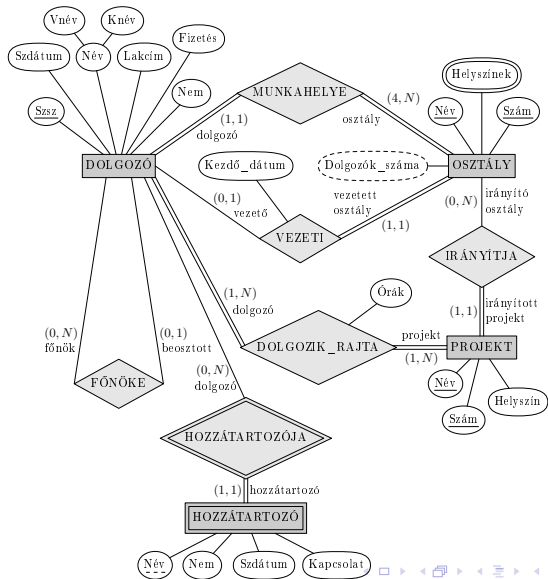 Vnév
Knév
Fizetés
Szdátum
Név
Lakcím
Nem
Szsz
MUNKAHELYE
Helyszínek
(4, N)
Név
Szám
(1, 1)
dolgozó
osztály
DOLGOZÓ
Kezdő_dátum
Dolgozók_száma
OSZTÁLY
(0, 1)
vezető
vezetett
osztály
(0, N)
irányító
osztály
(1, 1)
VEZETI
IRÁNYÍTJA
(1, N)
dolgozó
Órák
(1, 1)
irányított
projekt
(0, N)
főnök
(0, 1)
beosztott
DOLGOZIK_RAJTA
projekt
(1, N)
PROJEKT
(0, N)
dolgozó
FŐNÖKE
Név
Helyszín
Szám
HOZZÁTARTOZÓJA
(1, 1)
hozzátartozó
HOZZÁTARTOZÓ
Név
Nem
Szdátum
Kapcsolat